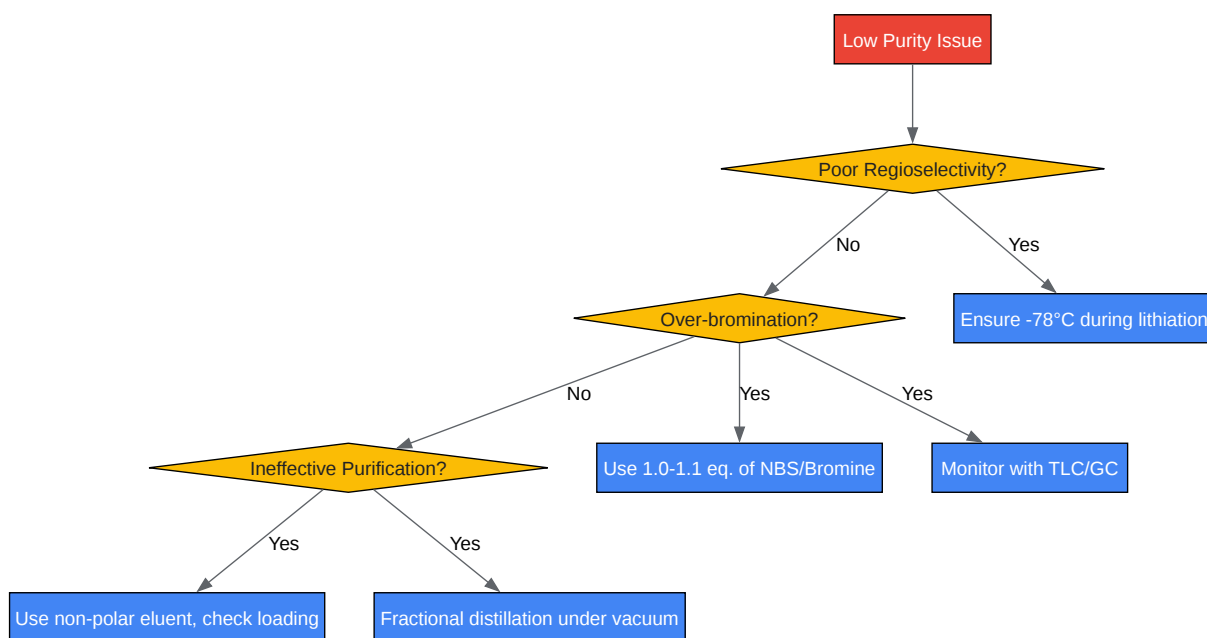 Low Purity Issue
Poor Regioselectivity?
No
Yes
Over-bromination?
Ensure -78°C during lithiation
No
Yes
Yes
Ineffective Purification?
Use 1.0-1.1 eq. of NBS/Bromine
Monitor with TLC/GC
Yes
Yes
Use non-polar eluent, check loading
Fractional distillation under vacuum